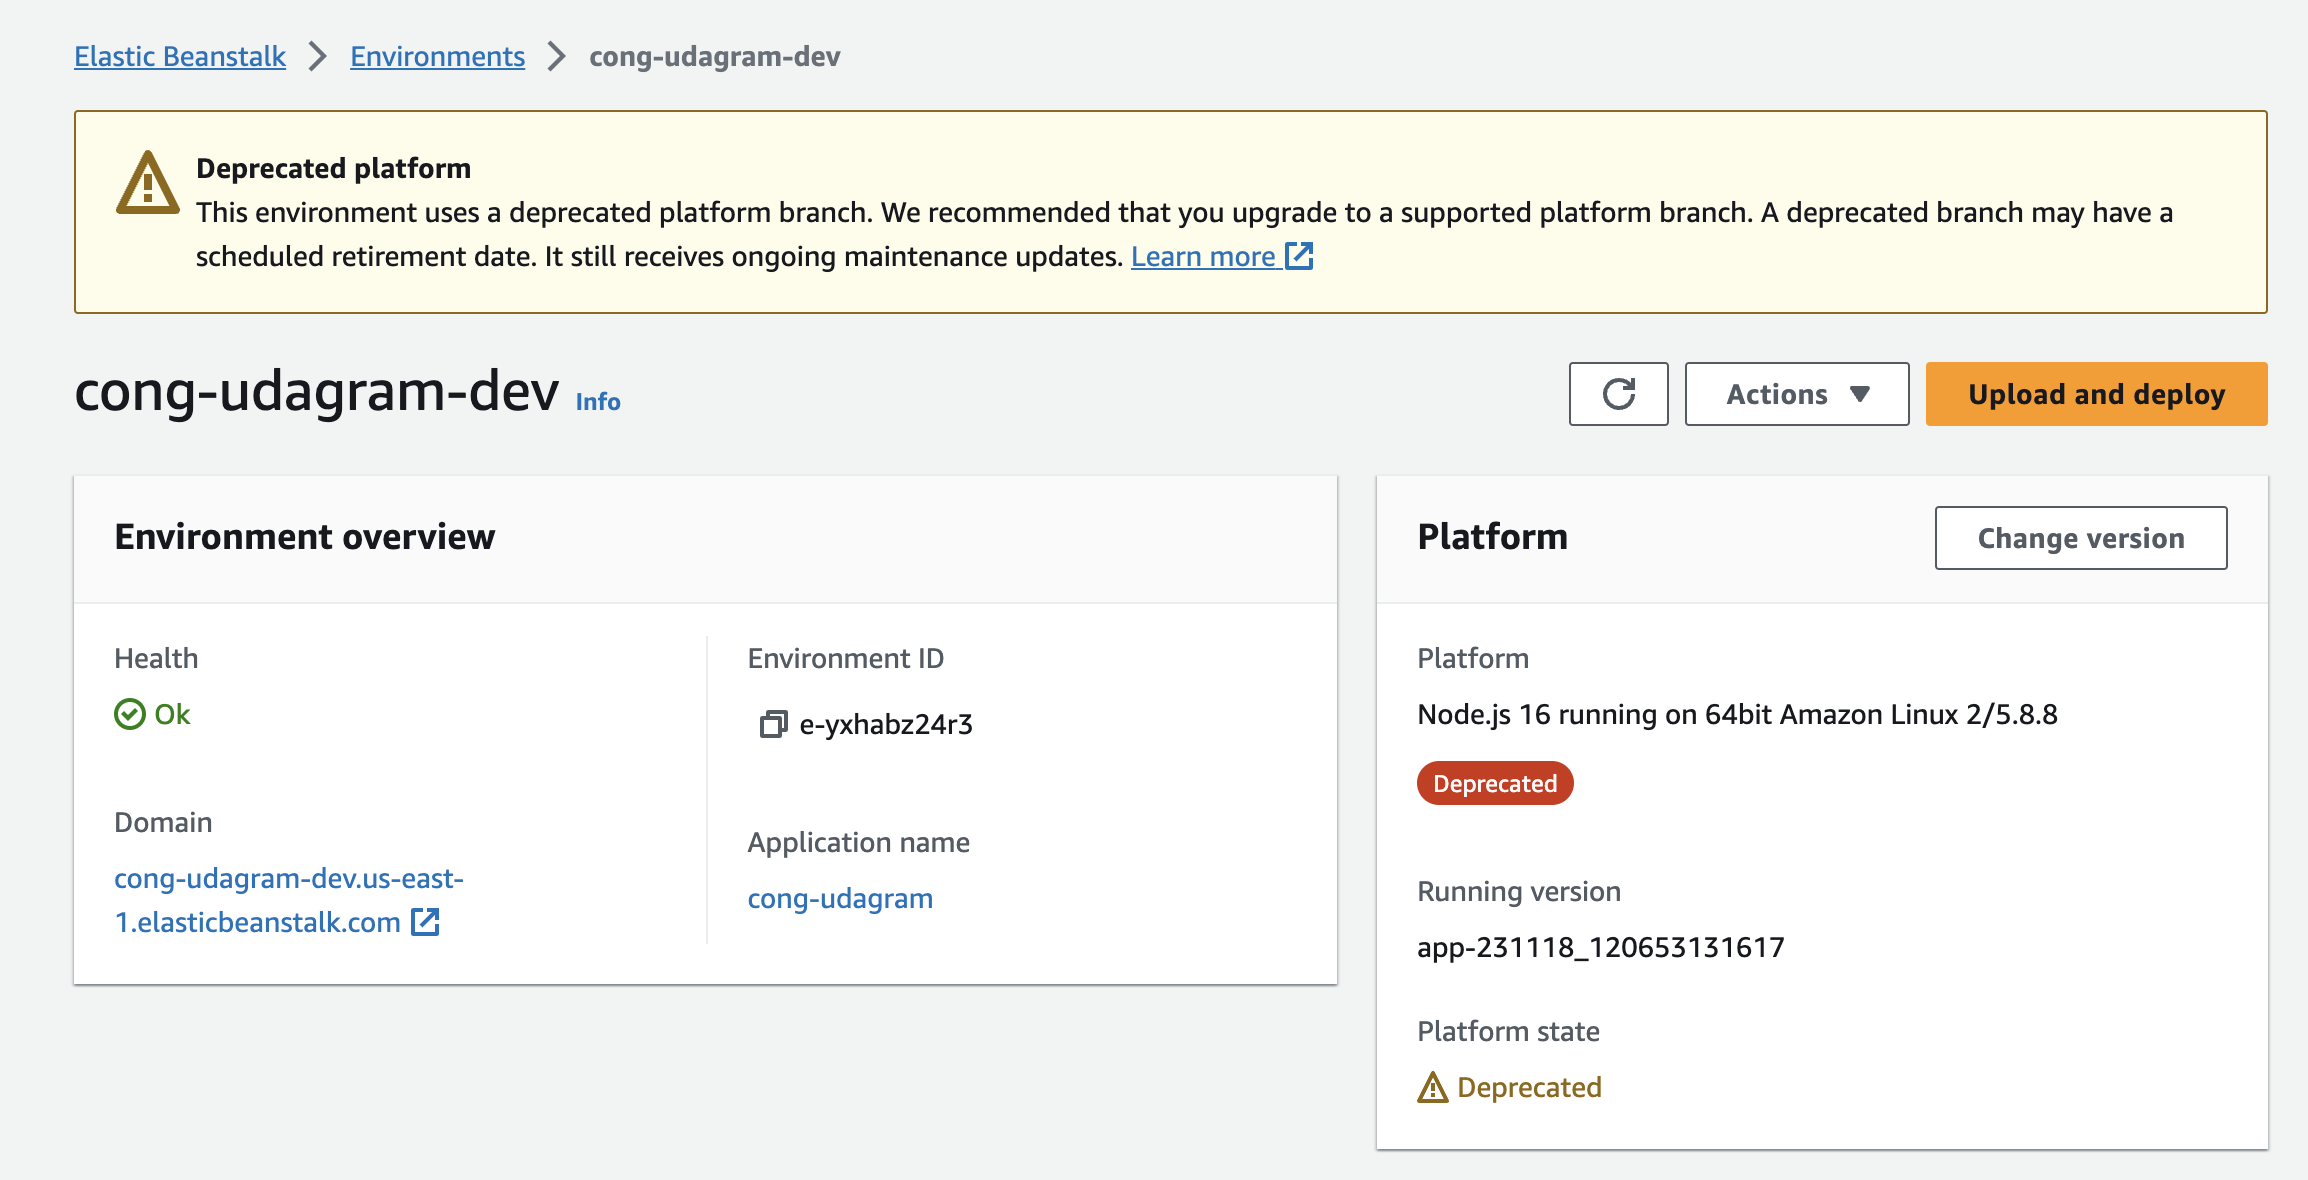 Elastic Beanstalk > Environments > cong-udagram-dev
Deprecated platform
This environment uses a deprecated platform branch. We recommended that you upgrade to a supported platform branch. A deprecated branch may have a
scheduled retirement date. It still receives ongoing maintenance updates. Learn more
cong-udagram-dev Info
Actions
Upload and deploy
Environment overview
Health
Ok
Domain
cong-udagram-dev.us-east-
1.elasticbeanstalk.com
Environment ID
e-yxhabz24r3
Application name
cong-udagram
Platform
Change version
Platform
Node.js 16 running on 64bit Amazon Linux 2/5.8.8
Deprecated
Running version
app-231118_120653131617
Platform state
Deprecated